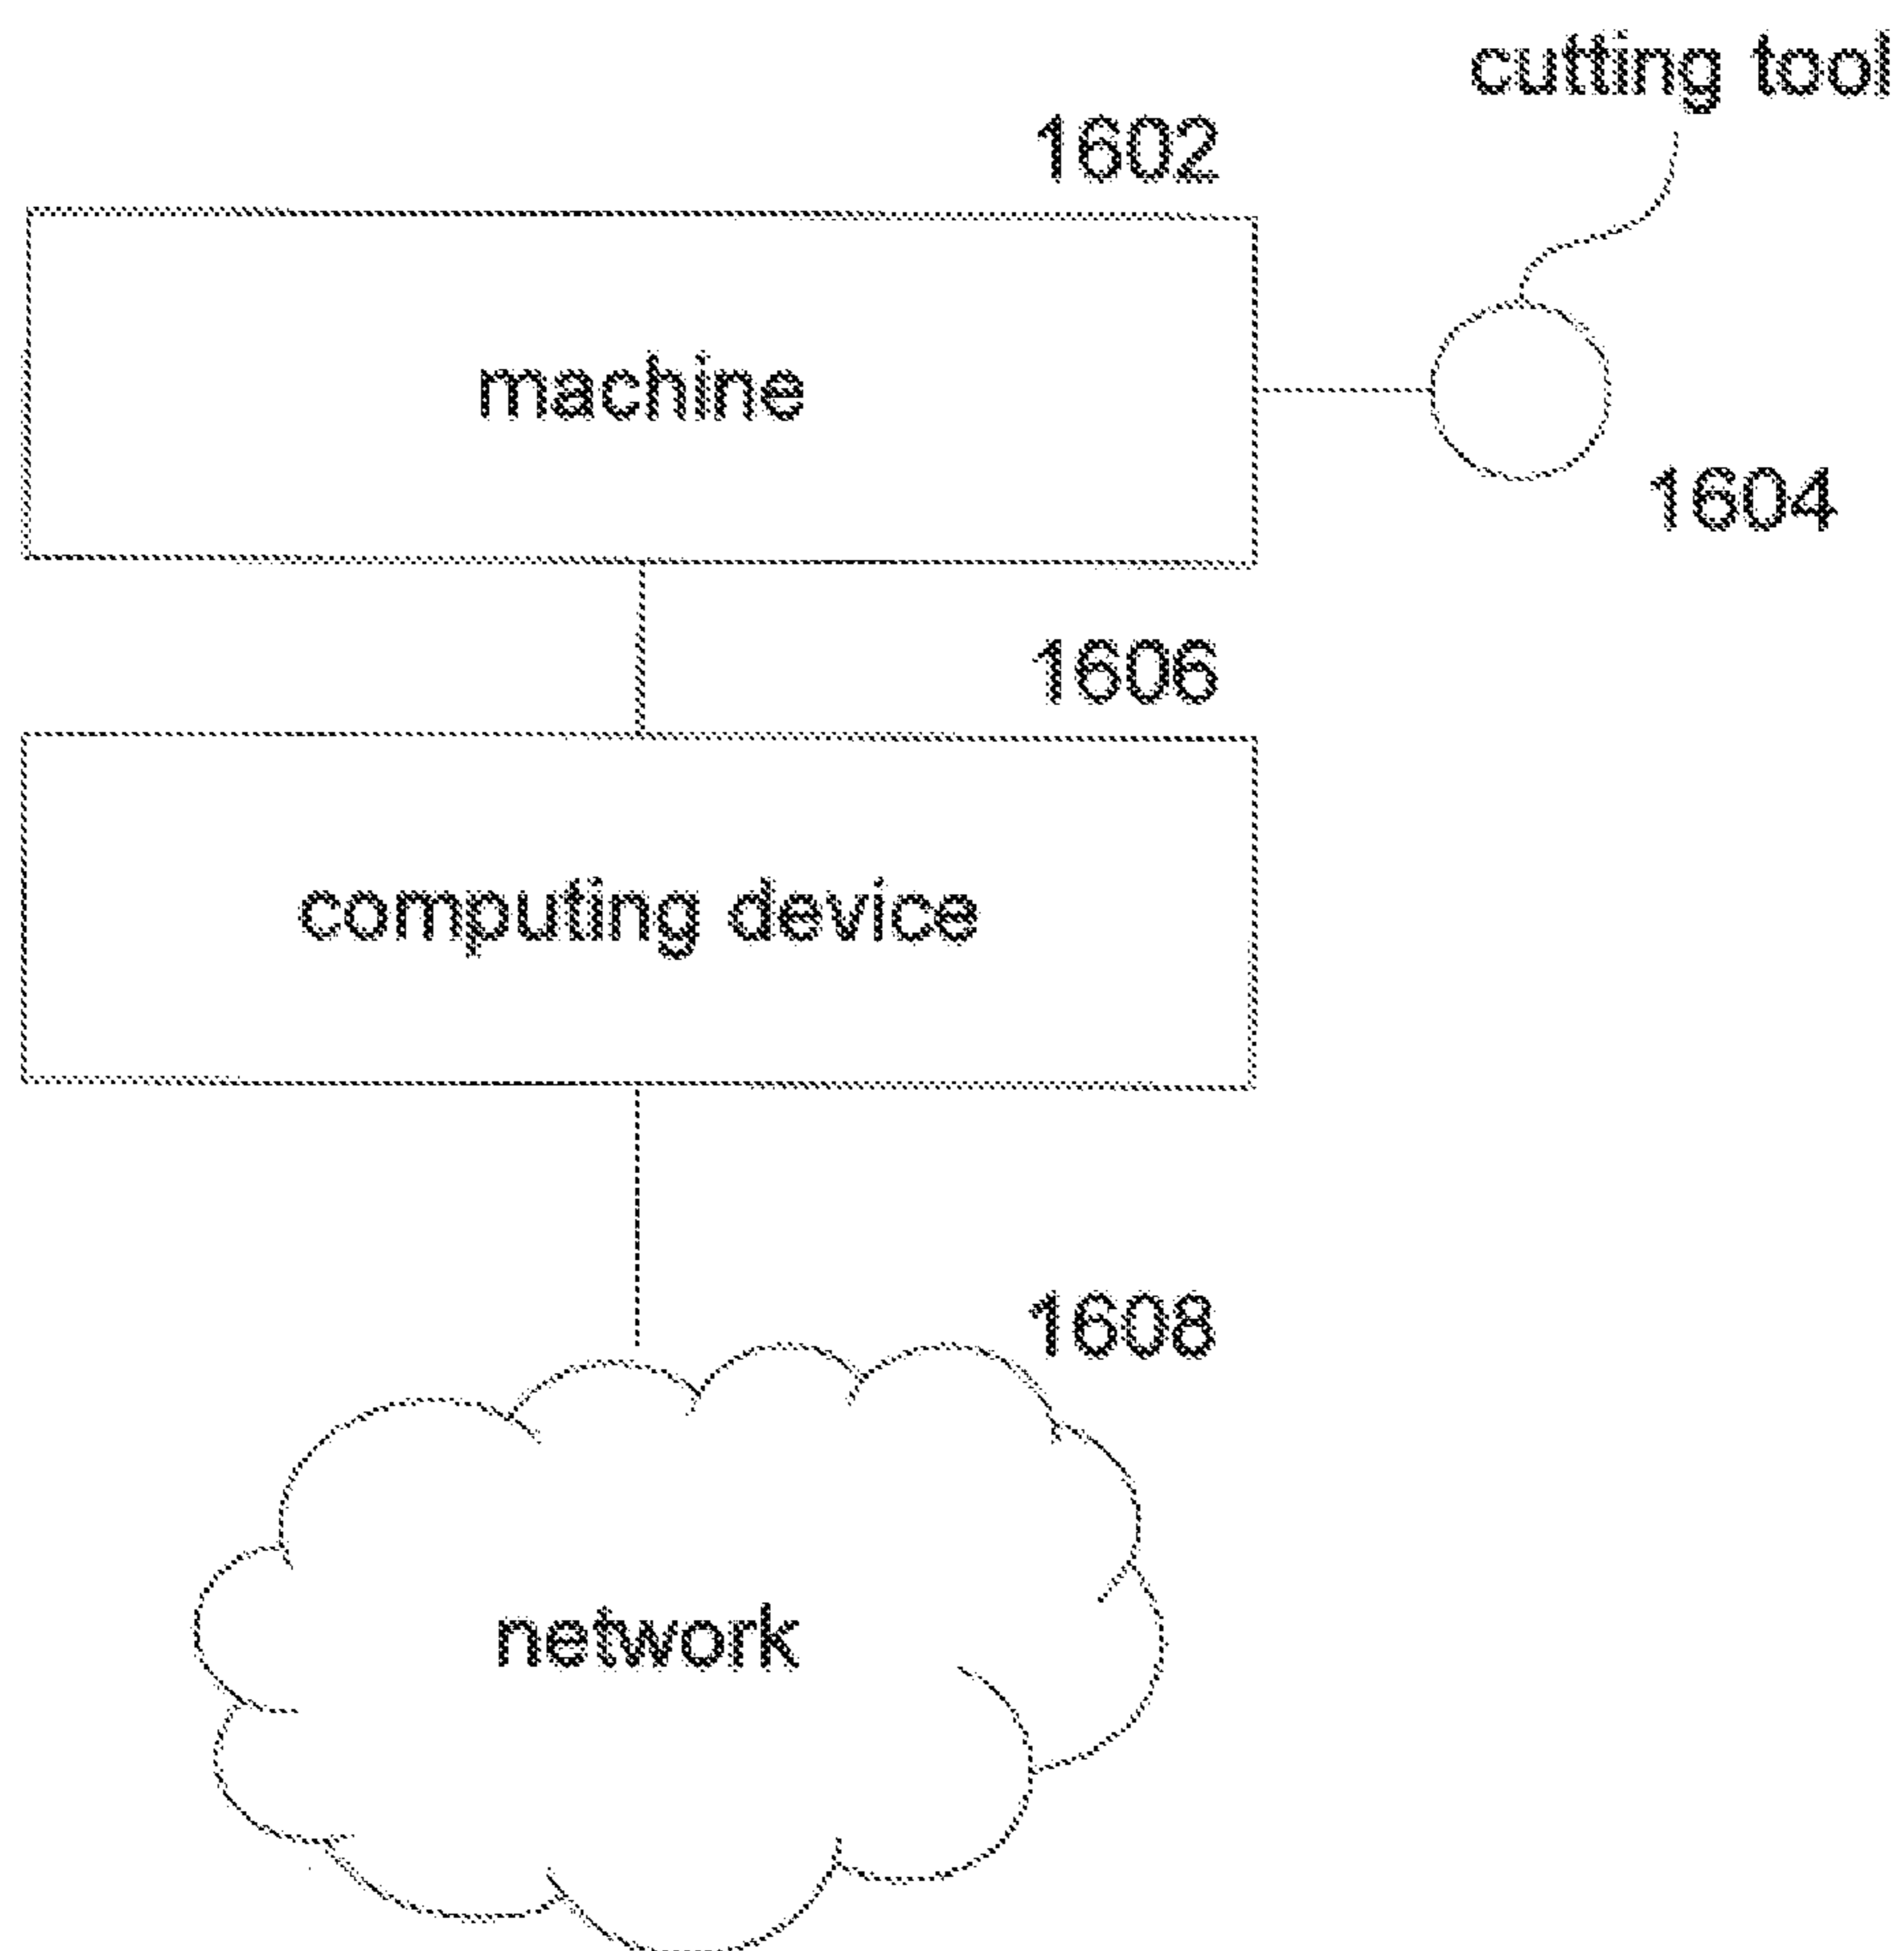 cutting tool
1602
machine
1604
1606
computing device
1608
network